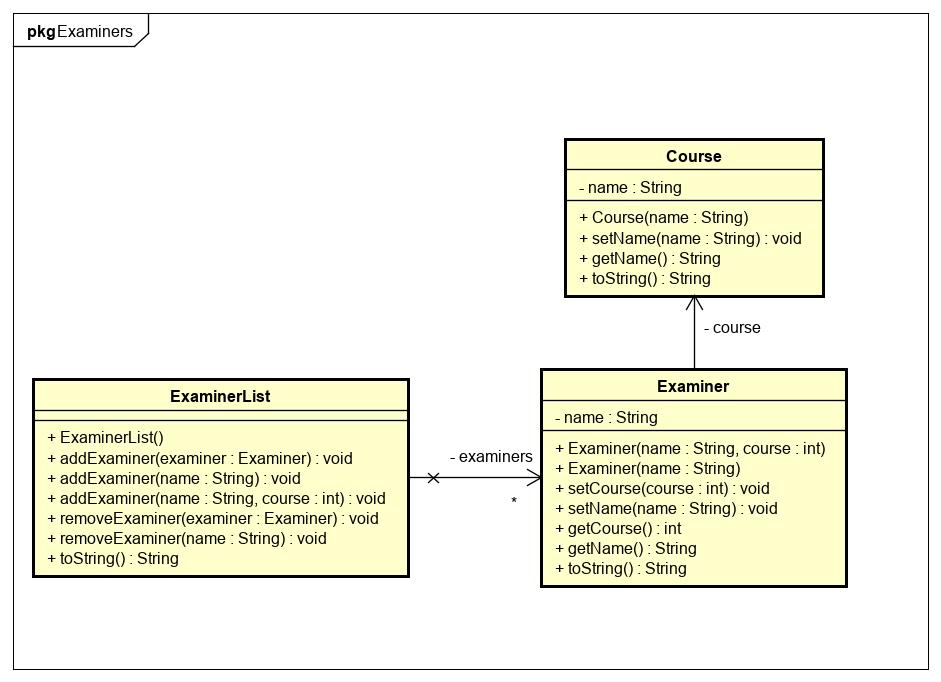 pkg Examiners
Course
- name : String
+ Course(name : String)
+ setName(name : String) : void
+ getName() : String
+ toString() : String
- course
ExaminerList
+ ExaminerList()
+ addExaminer(examiner : Examiner) : void
+ addExaminer(name : String) : void
+ addExaminer(name : String, course : int) : void
+ removeExaminer(examiner : Examiner) : void
+ removeExaminer(name : String) : void
+ toString() : String
- examiners
*
Examiner
- name : String
+ Examiner(name : String, course : int)
+ Examiner(name : String)
+ setCourse(course : int) : void
+ setName(name : String) : void
+ getCourse() : int
+ getName() : String
+ toString() : String